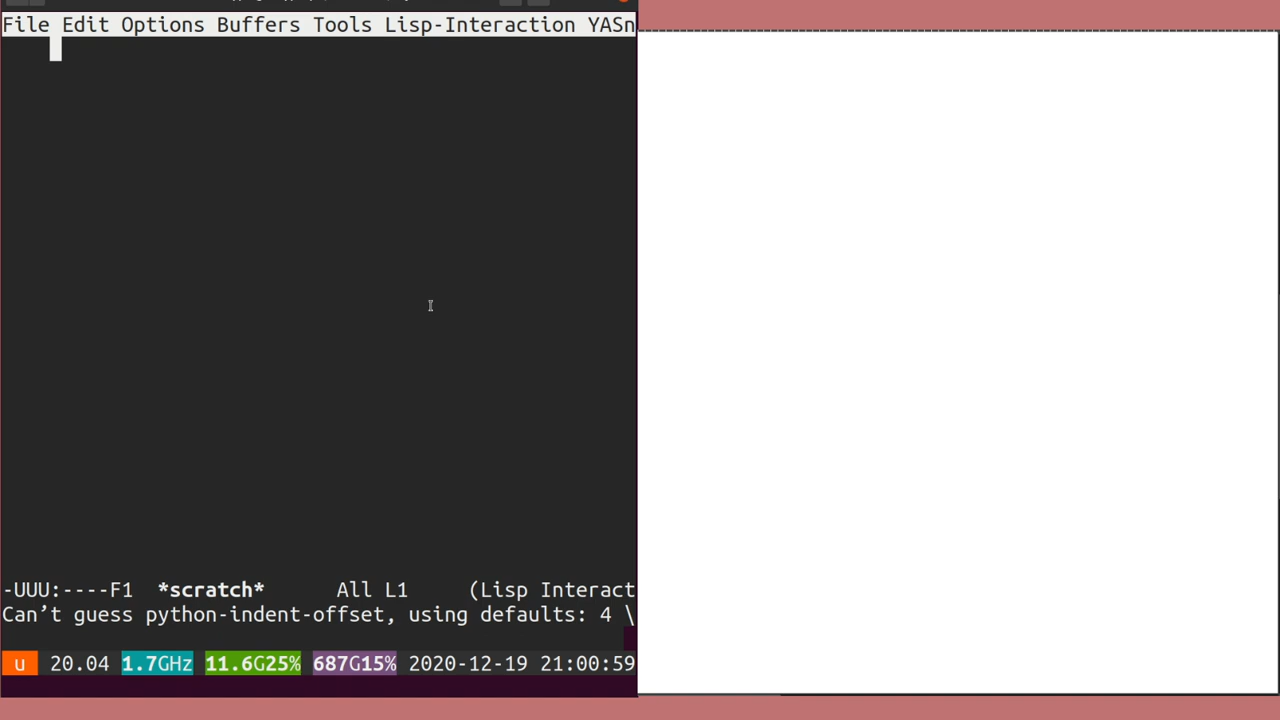 File Edit Options Buffers Tools Lisp-Interaction YASn
-UUU:----F1  *scratch*      All L1     (Lisp Interact
Can’t guess python-indent-offset, using defaults: 4 \
u 20.04 1.7GHz 11.6G25% 687G15% 2020-12-19 21:00:59